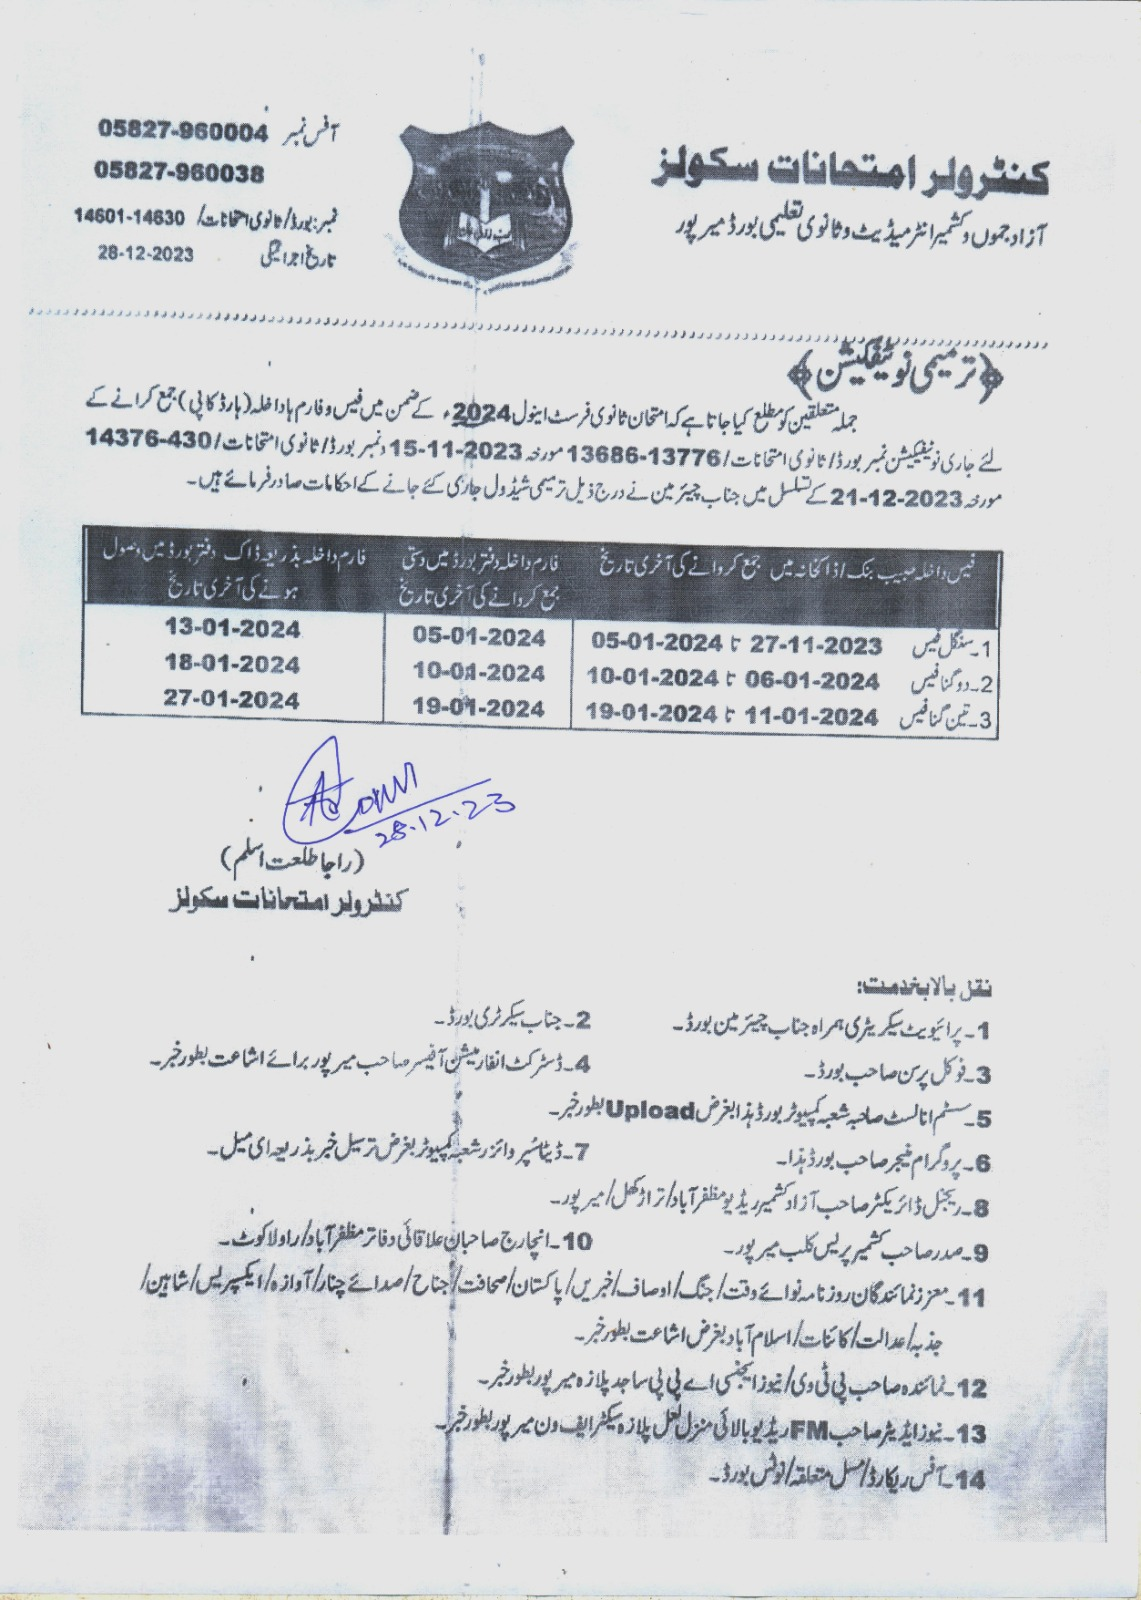 کنٹرولر امتحانات سکولز
آزاد جموں و کشمیر انٹرمیڈیٹ و ثانوی تعلیمی بورڈ میرپور
آفس نمبر 05827-960004
05827-960038
نمبر: بورڈ/ثانوی امتحانات/ 14601-14630
تاریخ اجرائیگی 28-12-2023
﴿ترمیمی نوٹیفکیشن﴾
جملہ متعلقین کو مطلع کیا جاتا ہے کہ امتحان ثانوی فرسٹ اینول 2024ء کے ضمن میں فیس و فارم ہا داخلہ (ہارڈ کاپی) جمع کرانے کے
لئے جاری نوٹیفکیشن نمبر بورڈ/ثانوی امتحانات/13686-13776 مورخہ 15-11-2023 و نمبر بورڈ/ثانوی امتحانات/14376-430
مورخہ 21-12-2023 کے تسلسل میں جناب چیئرمین نے درج ذیل ترمیمی شیڈول جاری کئے جانے کے احکامات صادر فرمائے ہیں۔
فیس داخلہ حبیب بنک/ڈاکخانہ میں جمع کروانے کی آخری تاریخ
فارم داخلہ دفتر بورڈ میں دستی
جمع کروانے کی آخری تاریخ
فارم داخلہ بذریعہ ڈاک دفتر بورڈ میں وصول
ہونے کی آخری تاریخ
1۔ سنگل فیس 27-11-2023 تا 05-01-2024 05-01-2024 13-01-2024
2۔ دو گنا فیس 06-01-2024 تا 10-01-2024 10-01-2024 18-01-2024
3۔ تین گنا فیس 11-01-2024 تا 19-01-2024 19-01-2024 27-01-2024
28.12.23
(راجا طلعت اسلم)
کنٹرولر امتحانات سکولز
نقل بالا بخدمت:
1۔ پرائیویٹ سیکریٹری ہمراہ جناب چیئرمین بورڈ۔ 2۔ جناب سیکرٹری بورڈ۔
3۔ فوکل پرسن صاحب بورڈ۔ 4۔ ڈسٹرکٹ انفارمیشن آفیسر صاحب میرپور برائے اشاعت بطور خبر۔
5۔ سسٹم انالسٹ صاحبہ شعبہ کمپیوٹر بورڈ ہذا بغرض Upload بطور خبر۔
6۔ پروگرام منیجر صاحب بورڈ ہذا۔ 7۔ ڈیٹا سپروائزر شعبہ کمپیوٹر بغرض ترسیل خبر بذریعہ ای میل۔
8۔ ریجنل ڈائریکٹر صاحب آزاد کشمیر ریڈیو مظفرآباد/تراڑکھل/میرپور۔
9۔ صدر صاحب کشمیر پریس کلب میرپور۔ 10۔ انچارج صاحبان علاقائی دفاتر مظفرآباد/راولاکوٹ۔
11۔ معزز نمائندگان روزنامہ نوائے وقت/جنگ/اوصاف/خبریں/پاکستان/صحافت/جناح/صدائے چنار/آوازہ/ایکسپریس/شاہین/
جذبہ/عدالت/کائنات/اسلام آباد بغرض اشاعت بطور خبر۔
12۔ نمائندہ صاحب پی ٹی وی/نیوز ایجنسی اے پی پی ساجد پلازہ میرپور بطور خبر۔
13۔ نیوز ایڈیٹر صاحب FM ریڈیو بالائی منزل لعل پلازہ سیکٹر ایف ون میرپور بطور خبر۔
14۔ آفس ریکارڈ/مسل متعلقہ/نوٹس بورڈ۔